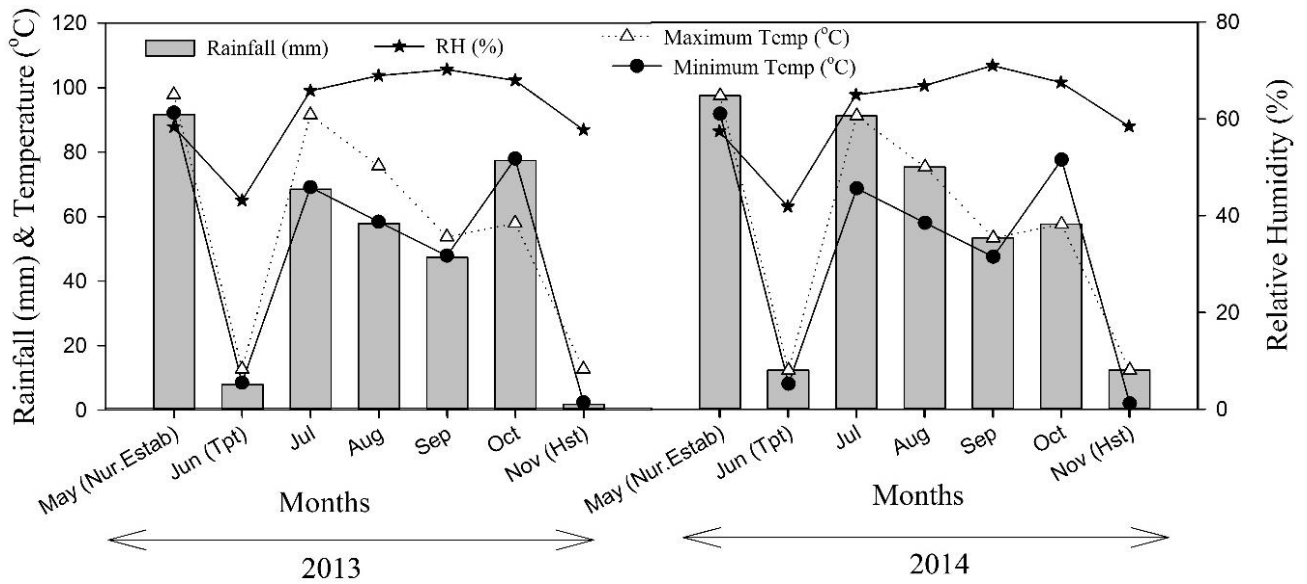 Rainfall (mm) & Temperature (°C)
120
100
80
60
40
20
0
Rainfall (mm)
RH (%)
Maximum Temp (°C)
Minimum Temp (°C)
80
60
40
20
0
Relative Humidity (%)
May (Nur.Estab)
Jun (Tpt)
Jul
Aug
Sep
Oct
Nov (Hst)
May (Nur.Estab)
Jun (Tpt)
Jul
Aug
Sep
Oct
Nov (Hst)
Months
Months
2013
2014